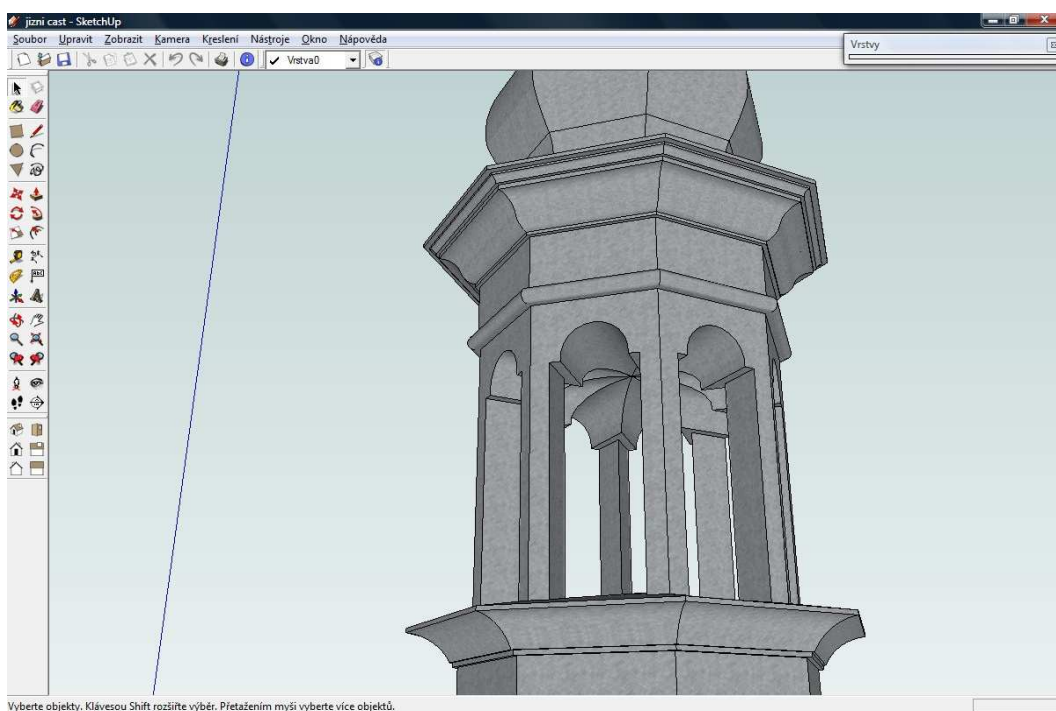 jizni cast - SketchUp
Soubor Upravit Zobrazit Kamera Kreslení Nástroje Okno Nápověda
Vrstva0
Vrstvy
Vyberte objekty. Klávesou Shift rozšiřte výběr. Přetažením myši vyberte více objektů.